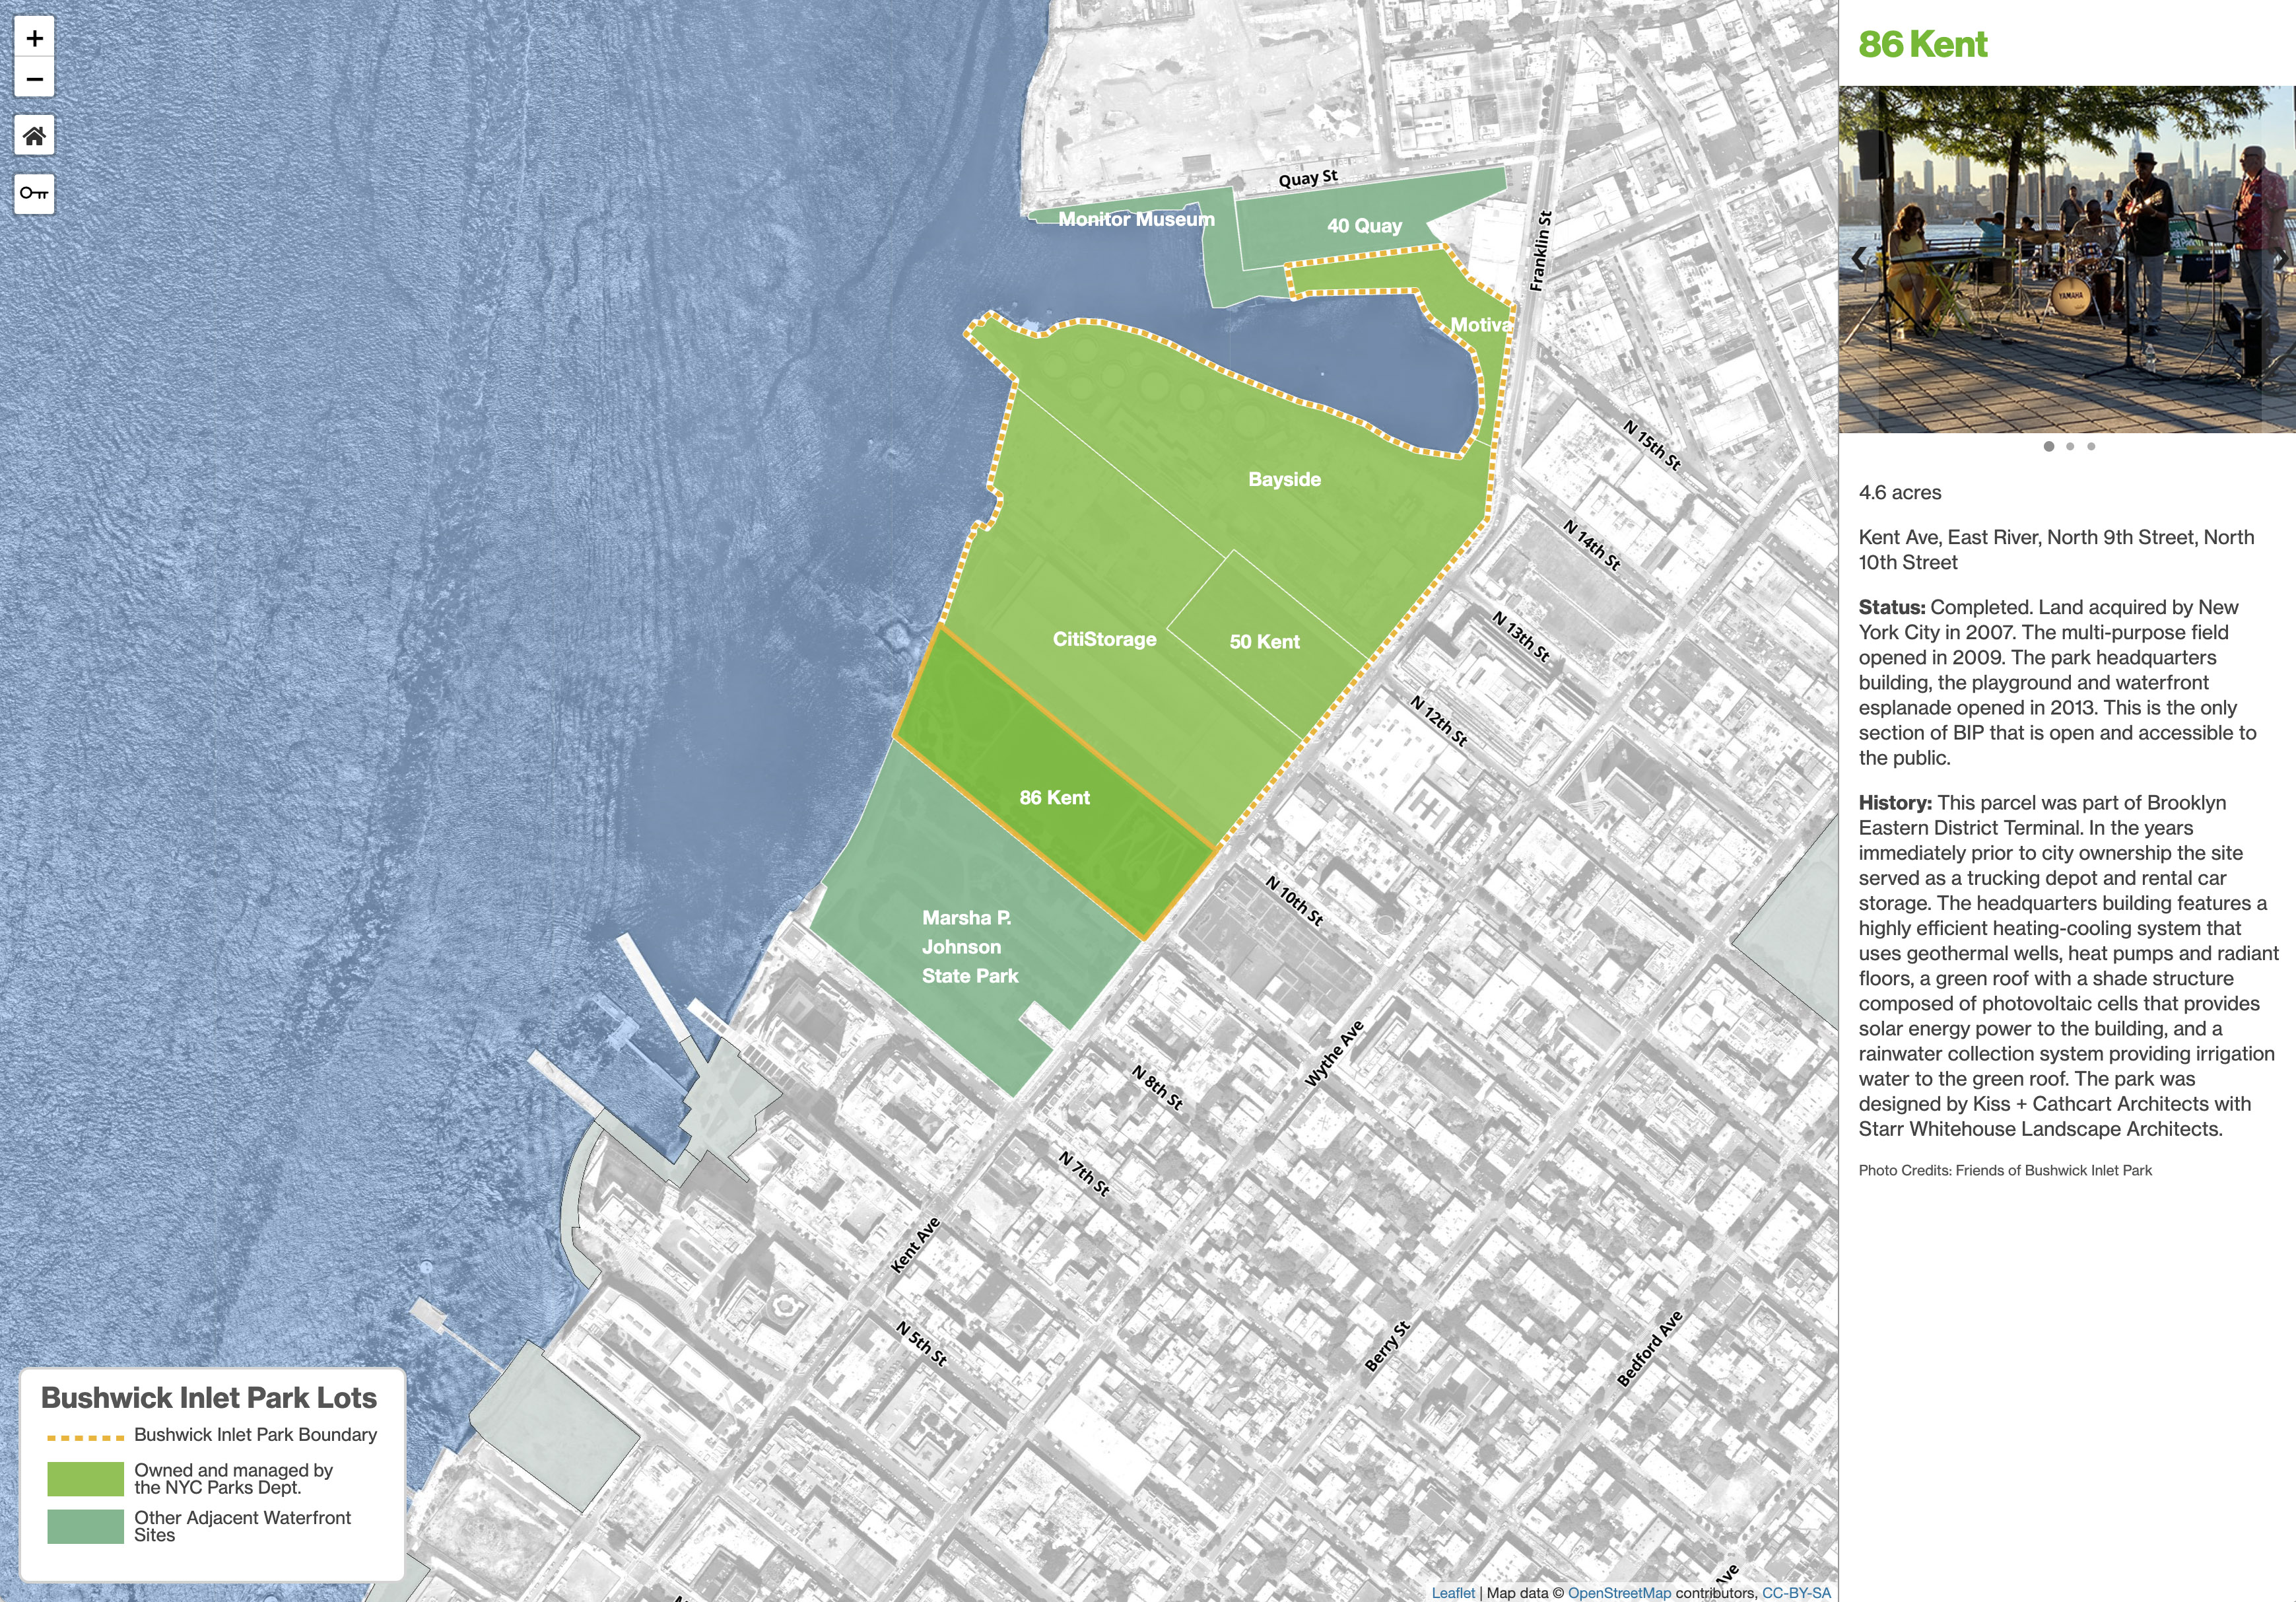 +
−
Quay St
Monitor Museum
40 Quay
Franklin St
Motiva
N 15th St
Bayside
N 14th St
N 13th St
CitiStorage
50 Kent
N 12th St
86 Kent
N 10th St
Marsha P.
Johnson
State Park
Wythe Ave
N 8th St
N 7th St
Kent Ave
N 5th St
Berry St
Bedford Ave
Ave
Bushwick Inlet Park Lots
Bushwick Inlet Park Boundary
Owned and managed by
the NYC Parks Dept.
Other Adjacent Waterfront
Sites
Leaflet | Map data © OpenStreetMap contributors, CC-BY-SA
86 Kent
YAMAHA
4.6 acres
Kent Ave, East River, North 9th Street, North
10th Street
Status: Completed. Land acquired by New
York City in 2007. The multi-purpose field
opened in 2009. The park headquarters
building, the playground and waterfront
esplanade opened in 2013. This is the only
section of BIP that is open and accessible to
the public.
History: This parcel was part of Brooklyn
Eastern District Terminal. In the years
immediately prior to city ownership the site
served as a trucking depot and rental car
storage. The headquarters building features a
highly efficient heating-cooling system that
uses geothermal wells, heat pumps and radiant
floors, a green roof with a shade structure
composed of photovoltaic cells that provides
solar energy power to the building, and a
rainwater collection system providing irrigation
water to the green roof. The park was
designed by Kiss + Cathcart Architects with
Starr Whitehouse Landscape Architects.
Photo Credits: Friends of Bushwick Inlet Park